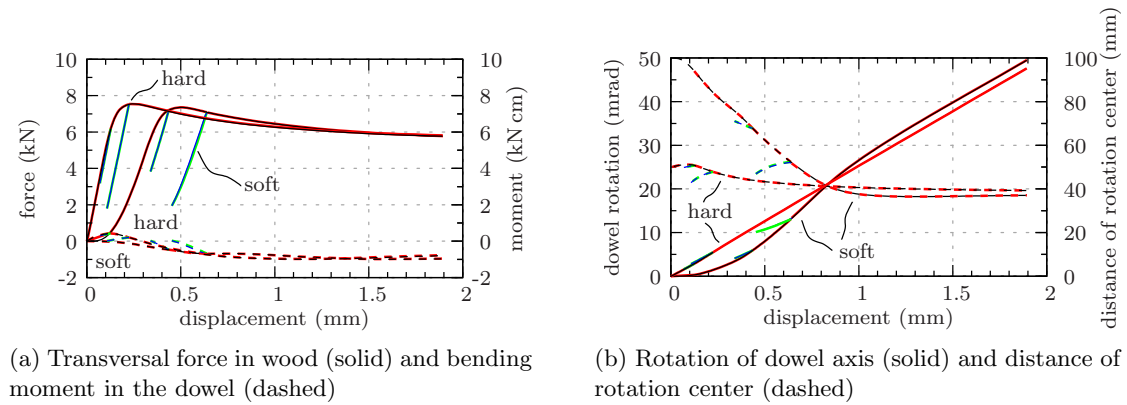 10
8
6
4
2
0
-2
force (kN)
hard
soft
hard
soft
10
8
6
4
2
0
-2
moment (kN cm)
0 0.5 1 1.5 2
displacement (mm)
(a) Transversal force in wood (solid) and bending
moment in the dowel (dashed)
50
40
30
20
10
0
dowel rotation (mrad)
hard
soft
100
80
60
40
20
0
distance of rotation center (mm)
0 0.5 1 1.5 2
displacement (mm)
(b) Rotation of dowel axis (solid) and distance of
rotation center (dashed)